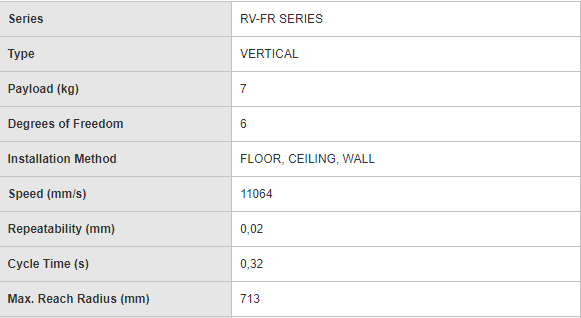 Series RV-FR SERIES
Type VERTICAL
Payload (kg) 7
Degrees of Freedom 6
Installation Method FLOOR, CEILING, WALL
Speed (mm/s) 11064
Repeatability (mm) 0,02
Cycle Time (s) 0,32
Max. Reach Radius (mm) 713